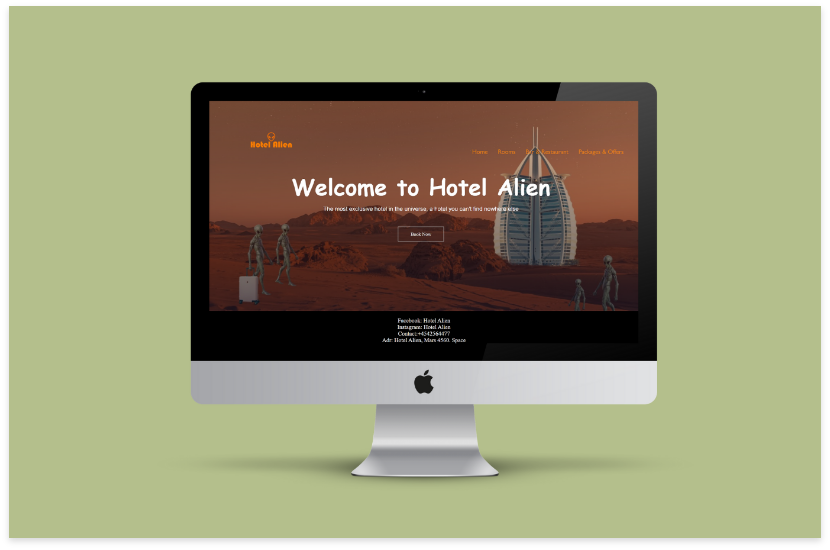 Hotel Alien
Home Rooms Bar & Restaurant Packages & Offers
Welcome to Hotel Alien
The most exclusive hotel in the universe, a hotel you can't find nowhere else
Book Now
Facebook: Hotel Alien
Instagram: Hotel Alien
Contact:+4542564477
Adr: Hotel Alien, Mars 4560. Space